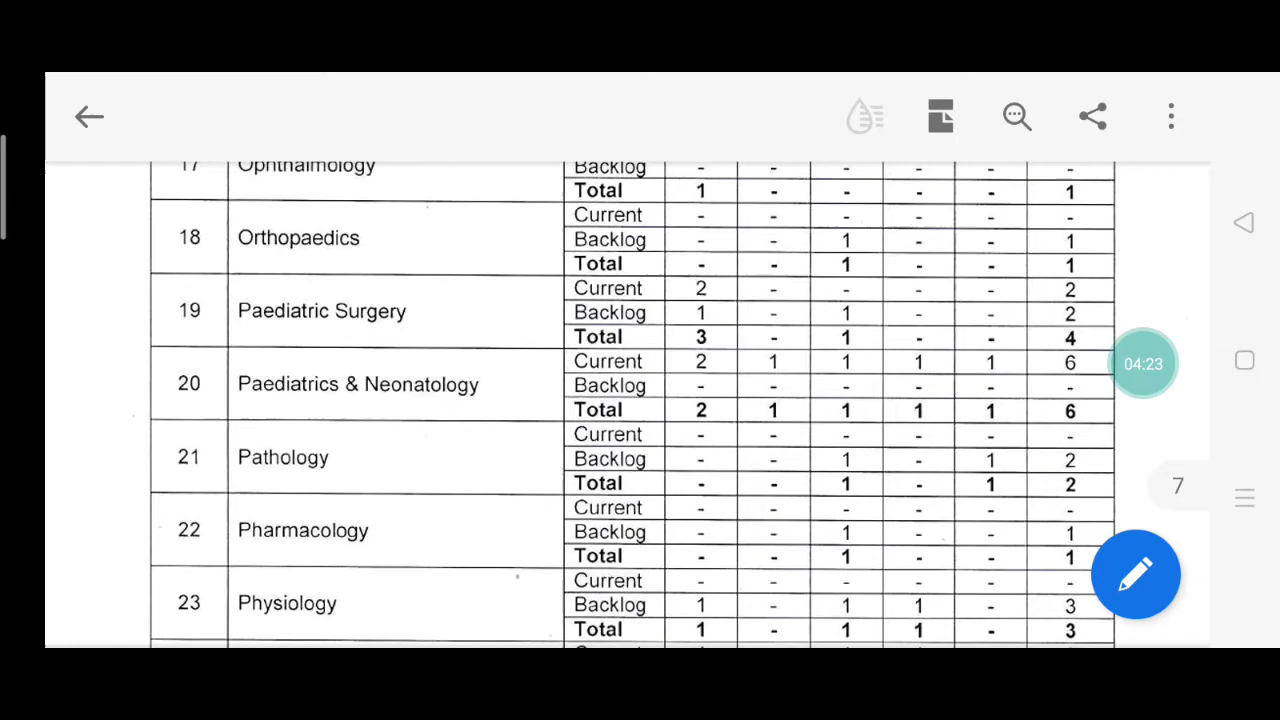 17 Ophthalmology Backlog - - - - - -
Total 1 - - - - 1
Current - - - - - -
18 Orthopaedics Backlog - - 1 - - 1
Total - - 1 - - 1
Current 2 - - - - 2
19 Paediatric Surgery Backlog 1 - 1 - - 2
Total 3 - 1 - - 4
Current 2 1 1 1 1 6
20 Paediatrics & Neonatology Backlog - - - - - -
Total 2 1 1 1 1 6
Current - - - - - -
21 Pathology Backlog - - 1 - 1 2
Total - - 1 - 1 2
Current - - - - - -
22 Pharmacology Backlog - - 1 - - 1
Total - - 1 - - 1
Current - - - - - -
23 Physiology Backlog 1 - 1 1 - 3
Total 1 - 1 1 - 3
04:23
7